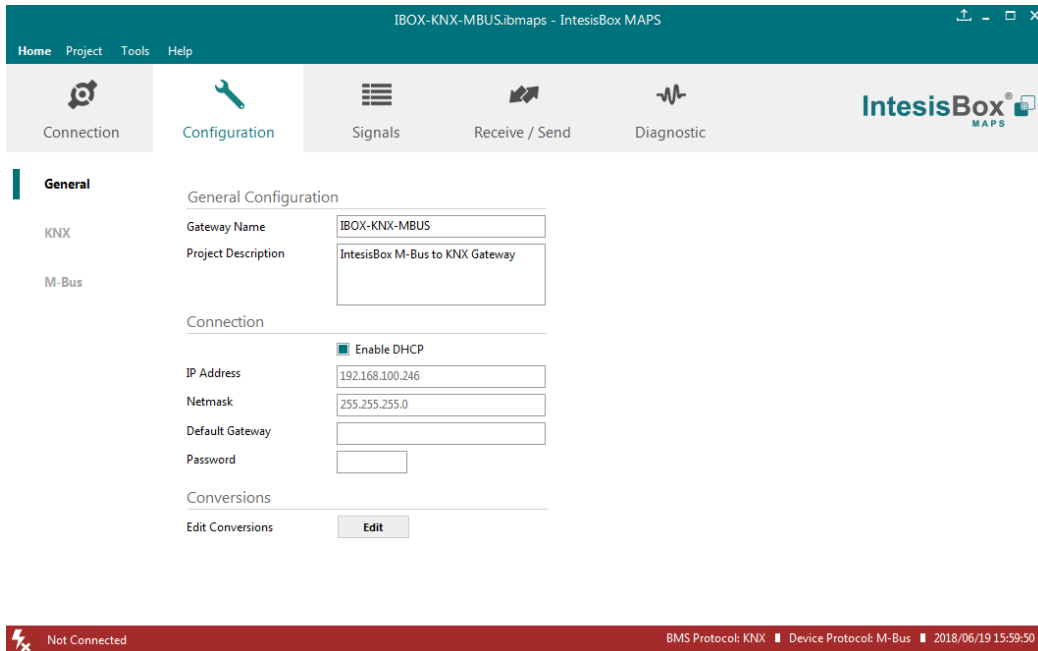 IBOX-KNX-MBUS.ibmaps - IntesisBox MAPS
Home Project Tools Help
Connection Configuration Signals Receive / Send Diagnostic
IntesisBox® MAPS
General
KNX
M-Bus
General Configuration
Gateway Name IBOX-KNX-MBUS
Project Description IntesisBox M-Bus to KNX Gateway
Connection
Enable DHCP
IP Address 192.168.100.246
Netmask 255.255.255.0
Default Gateway
Password
Conversions
Edit Conversions Edit
Not Connected BMS Protocol: KNX Device Protocol: M-Bus 2018/06/19 15:59:50